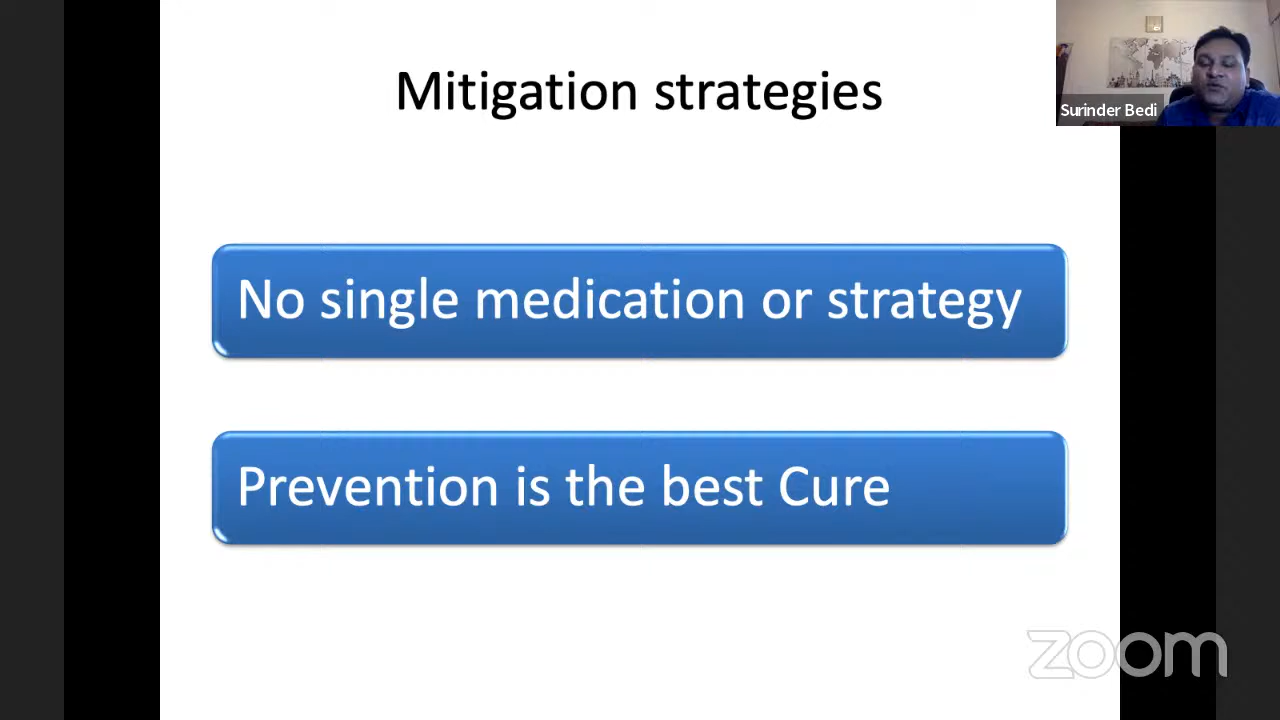 Mitigation strategies
Surinder Bedi
No single medication or strategy
Prevention is the best Cure
zoom